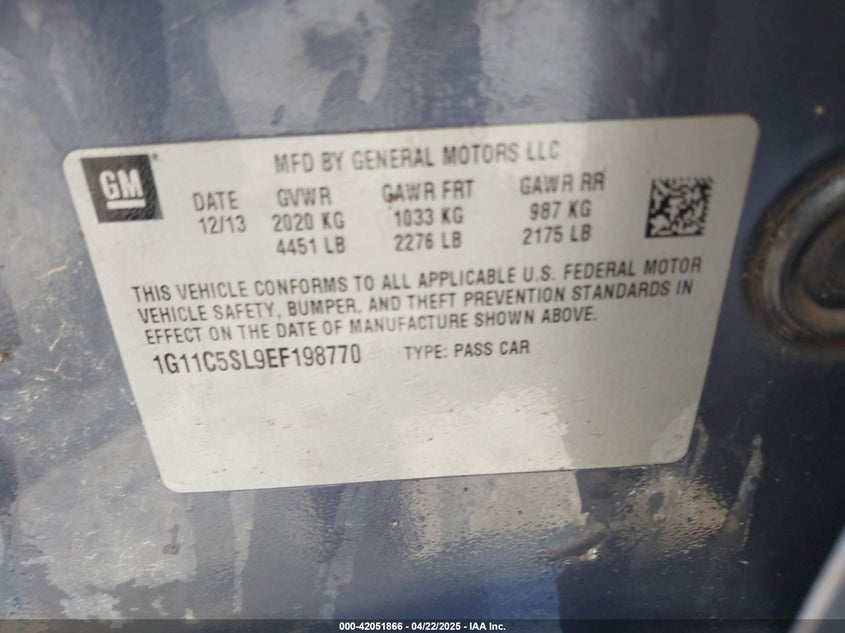 GM
MFD BY GENERAL MOTORS LLC
DATE GVWR GAWR FRT GAWR RR
12/13 2020 KG 1033 KG 987 KG
4451 LB 2276 LB 2175 LB
THIS VEHICLE CONFORMS TO ALL APPLICABLE U.S. FEDERAL MOTOR
VEHICLE SAFETY, BUMPER, AND THEFT PREVENTION STANDARDS IN
EFFECT ON THE DATE OF MANUFACTURE SHOWN ABOVE.
1G11C5SL9EF198770 TYPE: PASS CAR
000-42051866 - 04/22/2025 - IAA Inc.